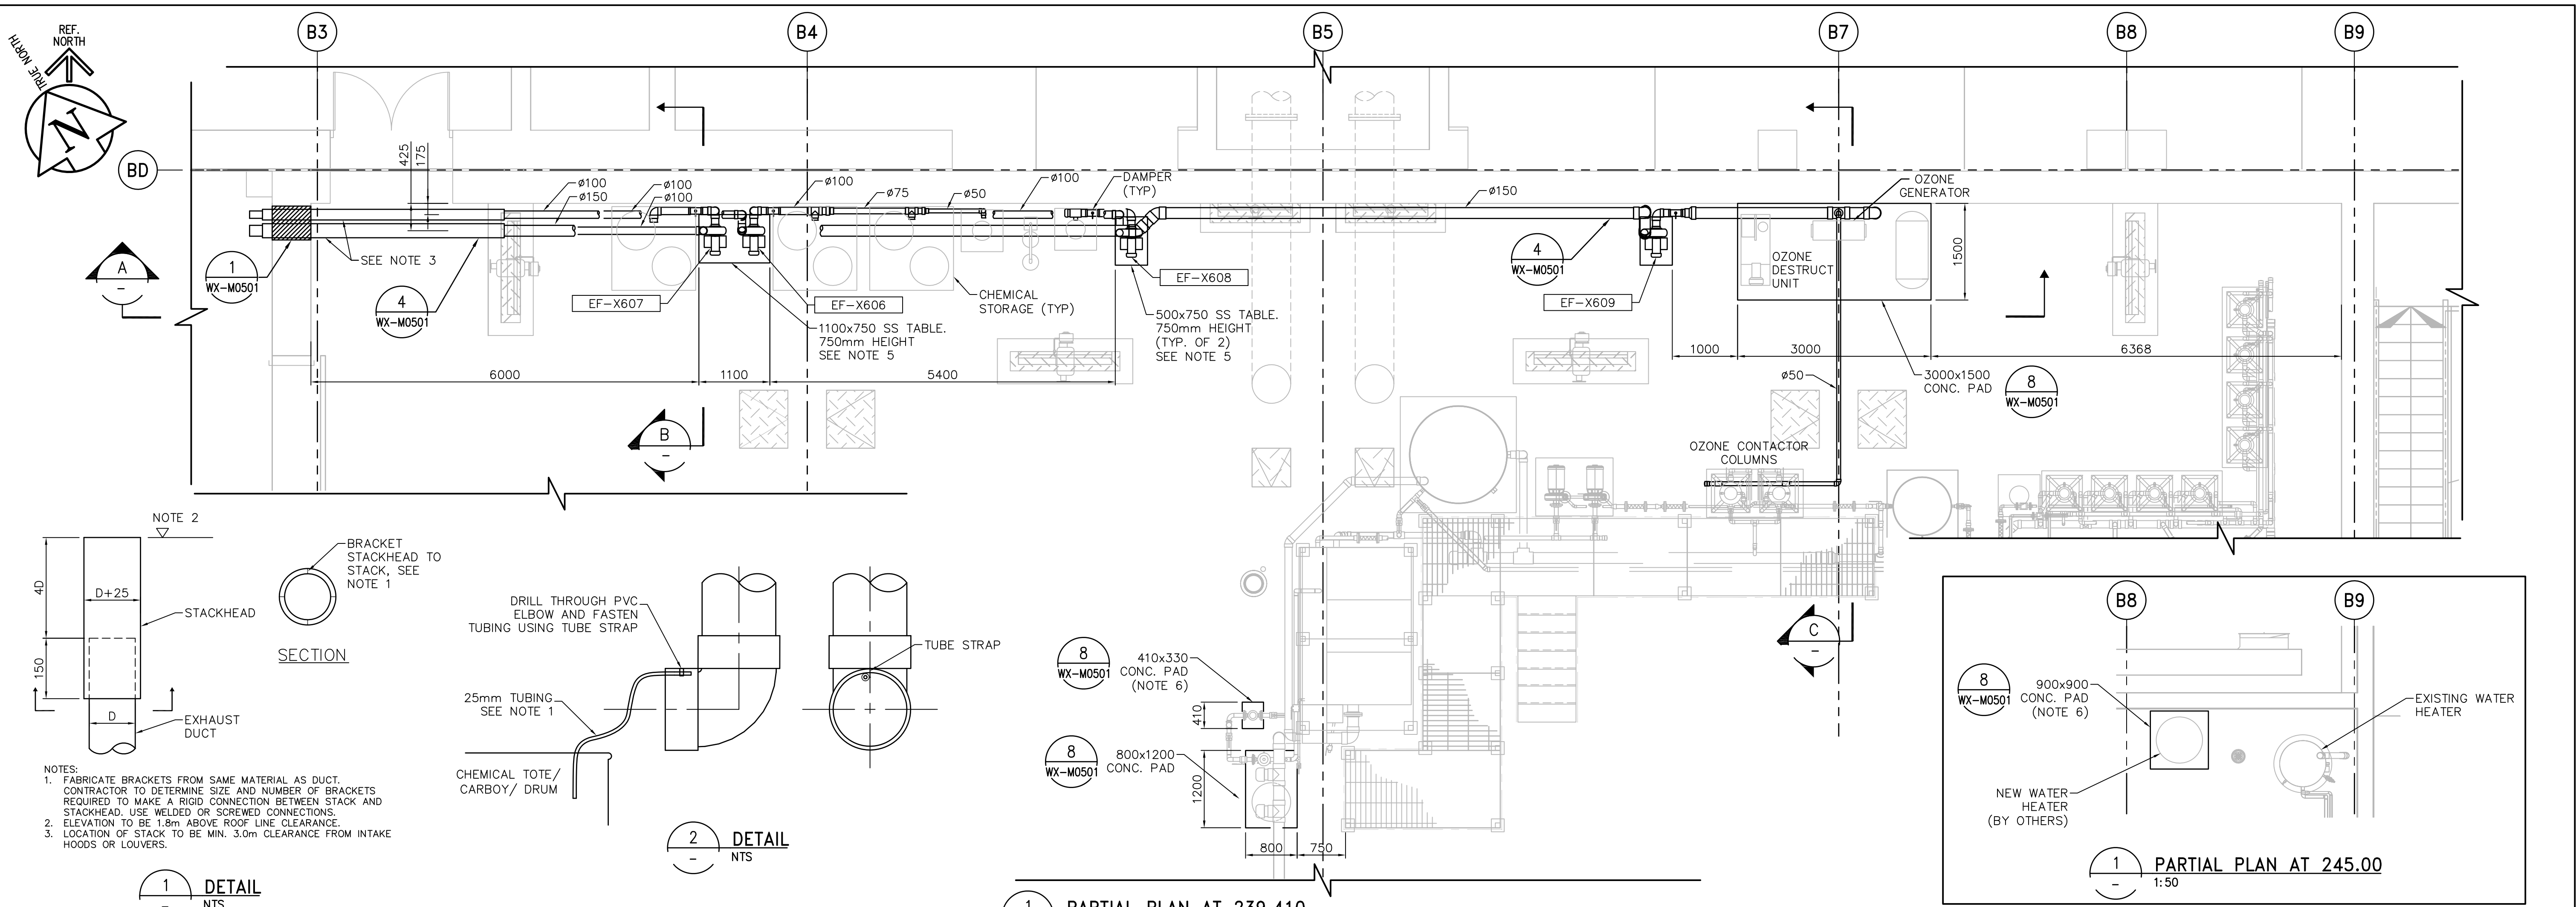 REF.
NORTH
TRUE NORTH
N
B3
B4
B5
B7
B8
B9
BD
425
175
ø100
ø150
ø100
ø100
ø100
ø75
ø50
ø100
DAMPER
(TYP)
ø150
OZONE
GENERATOR
A
-
1
WX-M0501
SEE NOTE 3
4
WX-M0501
EF-X607
EF-X606
CHEMICAL
STORAGE (TYP)
EF-X608
4
WX-M0501
EF-X609
OZONE
DESTRUCT
UNIT
1500
1100x750 SS TABLE.
750mm HEIGHT
SEE NOTE 5
500x750 SS TABLE.
750mm HEIGHT
(TYP. OF 2)
SEE NOTE 5
6000
1100
5400
1000
3000
6368
ø50
3000x1500
CONC. PAD
8
WX-M0501
B
-
OZONE CONTACTOR
COLUMNS
NOTE 2
4D
D+25
150
D
STACKHEAD
EXHAUST
DUCT
BRACKET
STACKHEAD TO
STACK, SEE
NOTE 1
SECTION
DRILL THROUGH PVC
ELBOW AND FASTEN
TUBING USING TUBE STRAP
TUBE STRAP
25mm TUBING
SEE NOTE 1
CHEMICAL TOTE/
CARBOY/ DRUM
2
-
DETAIL
NTS
NOTES:
1. FABRICATE BRACKETS FROM SAME MATERIAL AS DUCT.
CONTRACTOR TO DETERMINE SIZE AND NUMBER OF BRACKETS
REQUIRED TO MAKE A RIGID CONNECTION BETWEEN STACK AND
STACKHEAD. USE WELDED OR SCREWED CONNECTIONS.
2. ELEVATION TO BE 1.8m ABOVE ROOF LINE CLEARANCE.
3. LOCATION OF STACK TO BE MIN. 3.0m CLEARANCE FROM INTAKE
HOODS OR LOUVERS.
1
-
DETAIL
NTS
8
WX-M0501
410x330
CONC. PAD
(NOTE 6)
410
8
WX-M0501
800x1200
CONC. PAD
1200
800
750
C
-
1
PARTIAL PLAN AT 239.410
B8
B9
8
WX-M0501
900x900
CONC. PAD
(NOTE 6)
EXISTING WATER
HEATER
NEW WATER
HEATER
(BY OTHERS)
1
-
PARTIAL PLAN AT 245.00
1:50